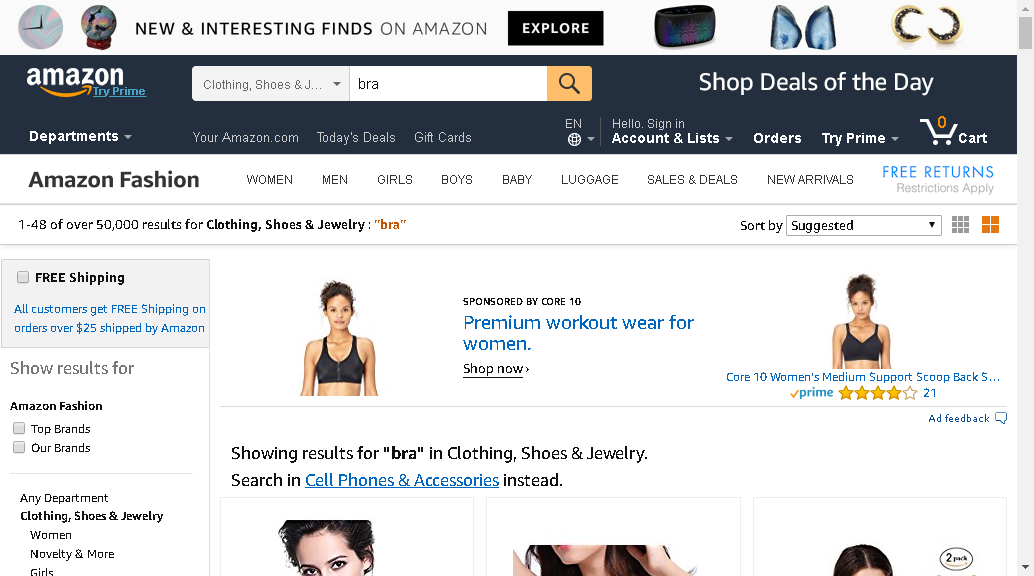 NEW & INTERESTING FINDS ON AMAZON EXPLORE
amazon
Try Prime
Clothing, Shoes & J...
bra
Shop Deals of the Day
Departments
Your Amazon.com
Today's Deals
Gift Cards
EN
Hello. Sign in
Account & Lists
Orders
Try Prime
0
Cart
Amazon Fashion
WOMEN
MEN
GIRLS
BOYS
BABY
LUGGAGE
SALES & DEALS
NEW ARRIVALS
FREE RETURNS
Restrictions Apply
1-48 of over 50,000 results for Clothing, Shoes & Jewelry : "bra"
Sort by Suggested
FREE Shipping
All customers get FREE Shipping on
orders over $25 shipped by Amazon
Show results for
Amazon Fashion
Top Brands
Our Brands
Any Department
Clothing, Shoes & Jewelry
Women
Novelty & More
Girls
SPONSORED BY CORE 10
Premium workout wear for
women.
Shop now ›
Core 10 Women's Medium Support Scoop Back S...
prime
21
Ad feedback
Showing results for "bra" in Clothing, Shoes & Jewelry.
Search in Cell Phones & Accessories instead.
2 pack